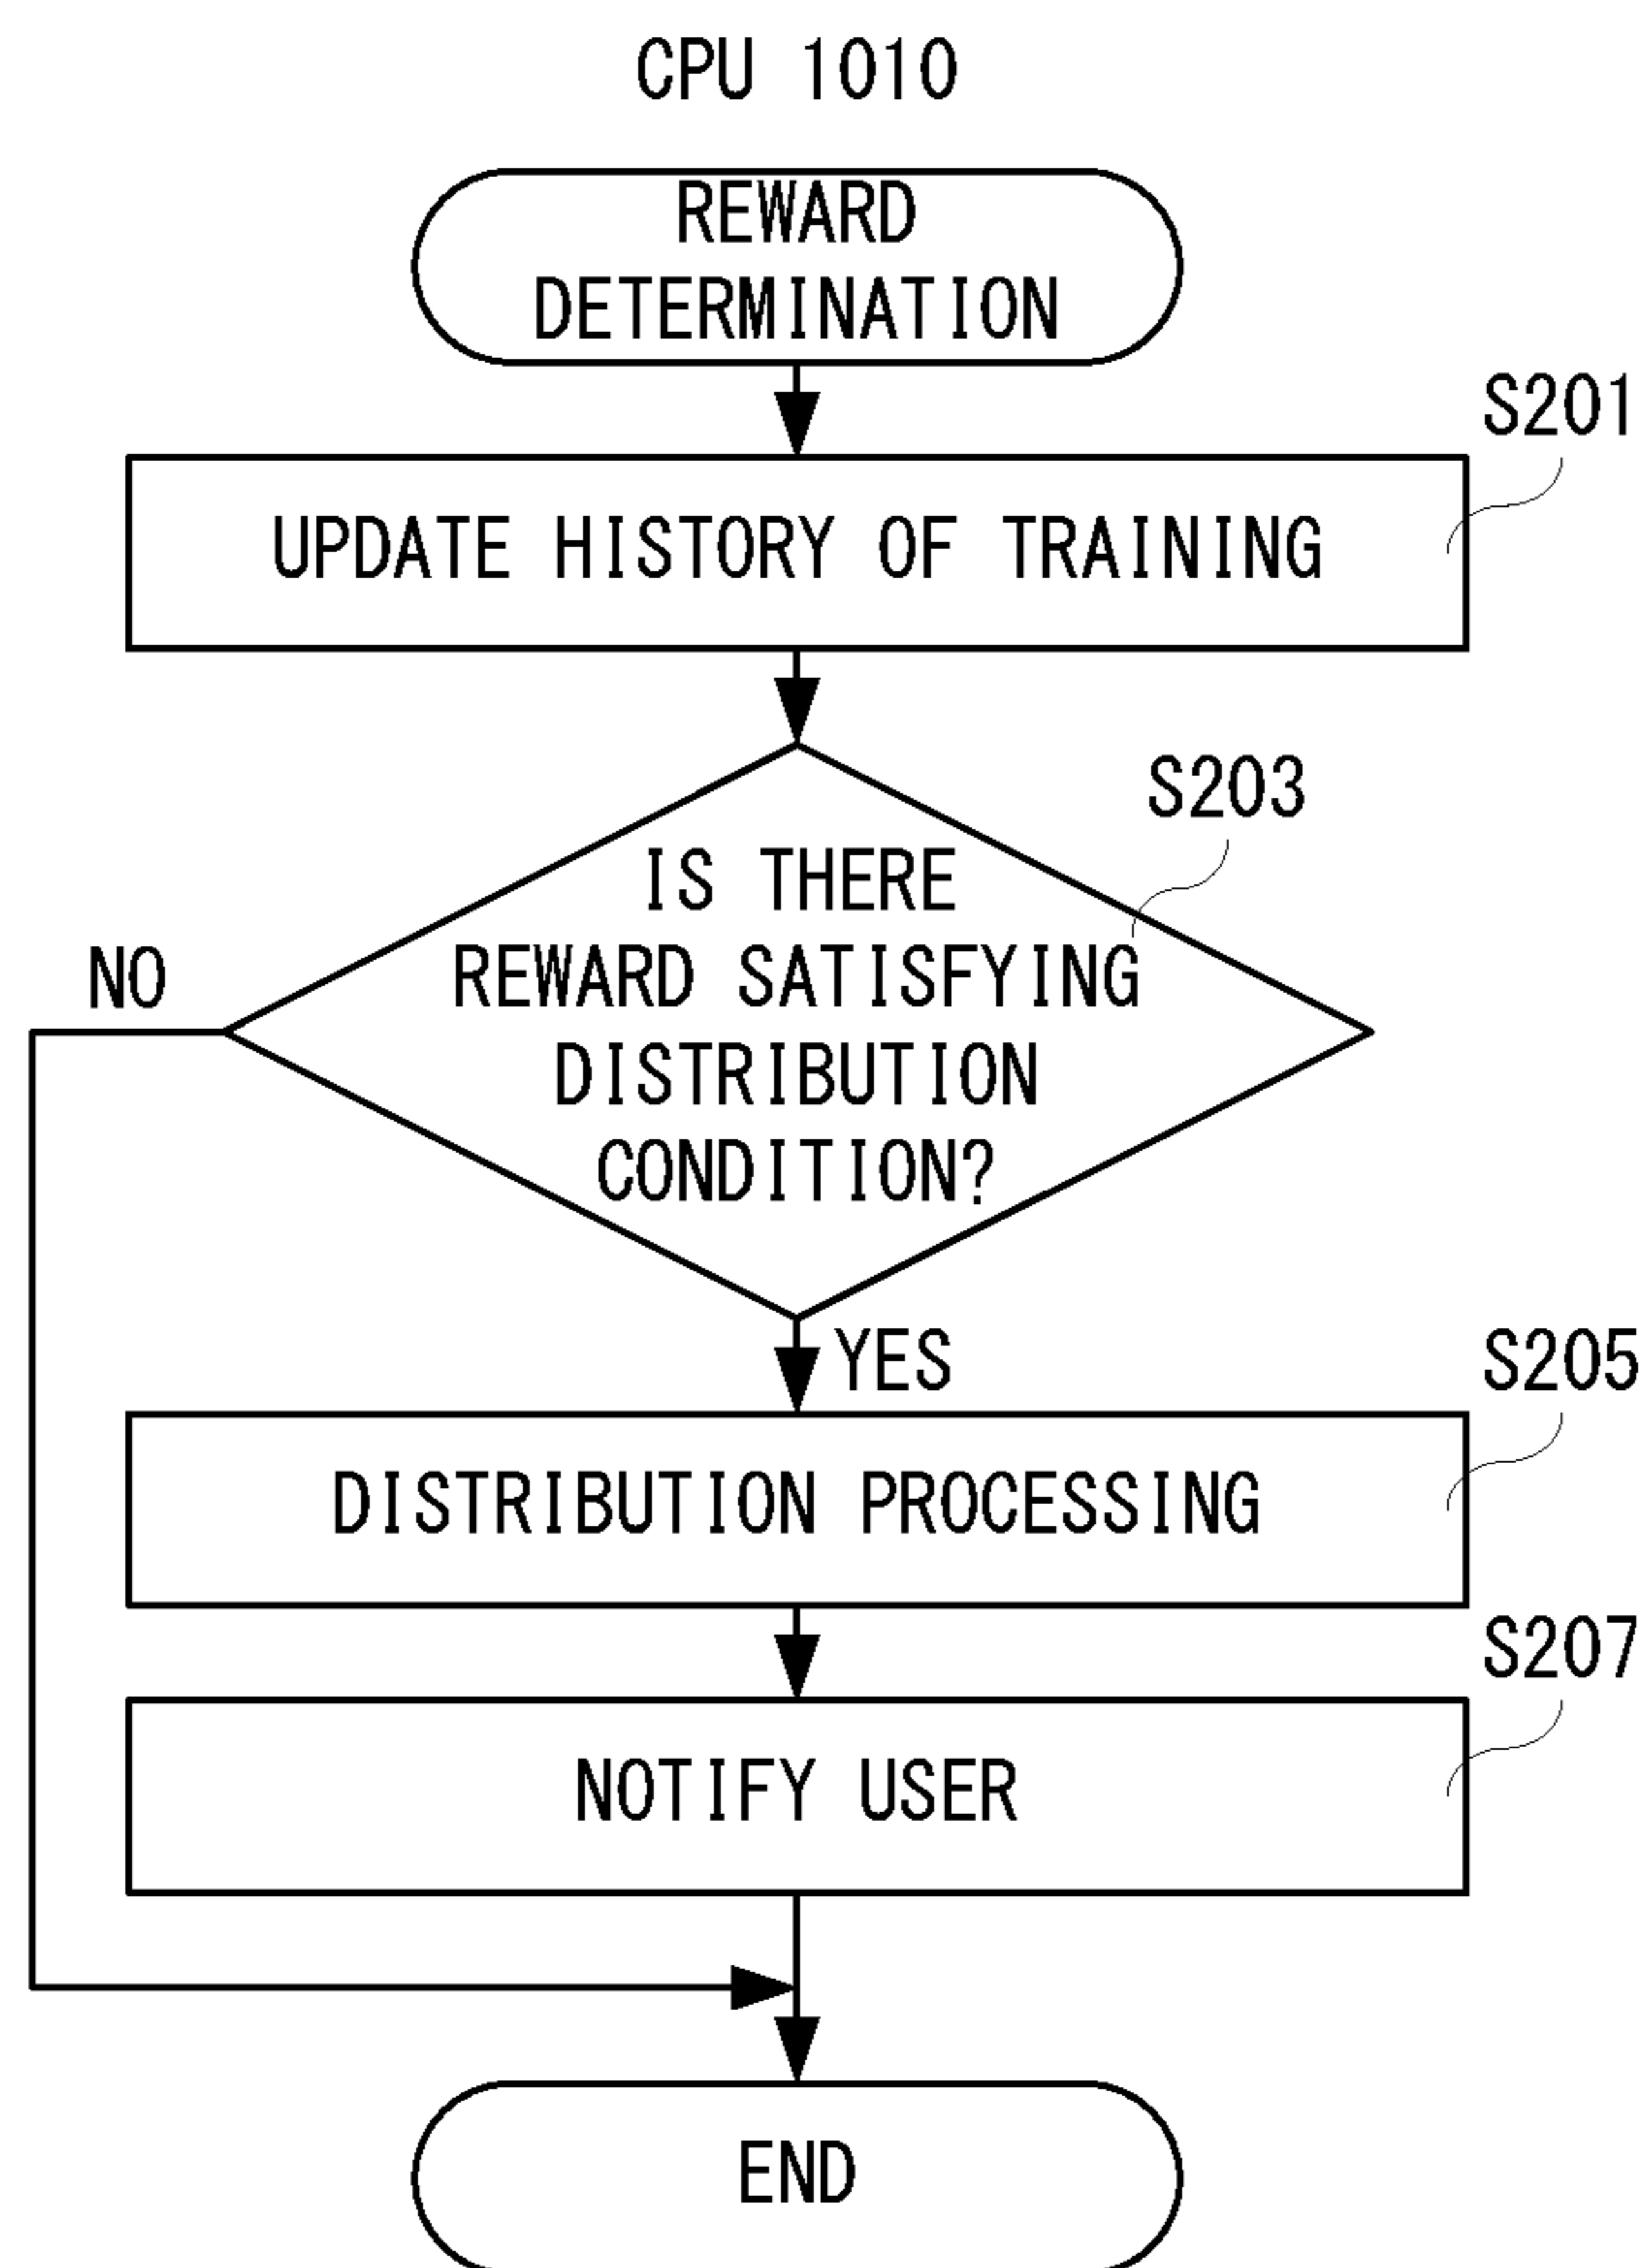 CPU 1010
REWARD
DETERMINATION
S201
UPDATE HISTORY OF TRAINING
S203
IS THERE
REWARD SATISFYING
DISTRIBUTION
CONDITION?
NO
YES
S205
DISTRIBUTION PROCESSING
S207
NOTIFY USER
END